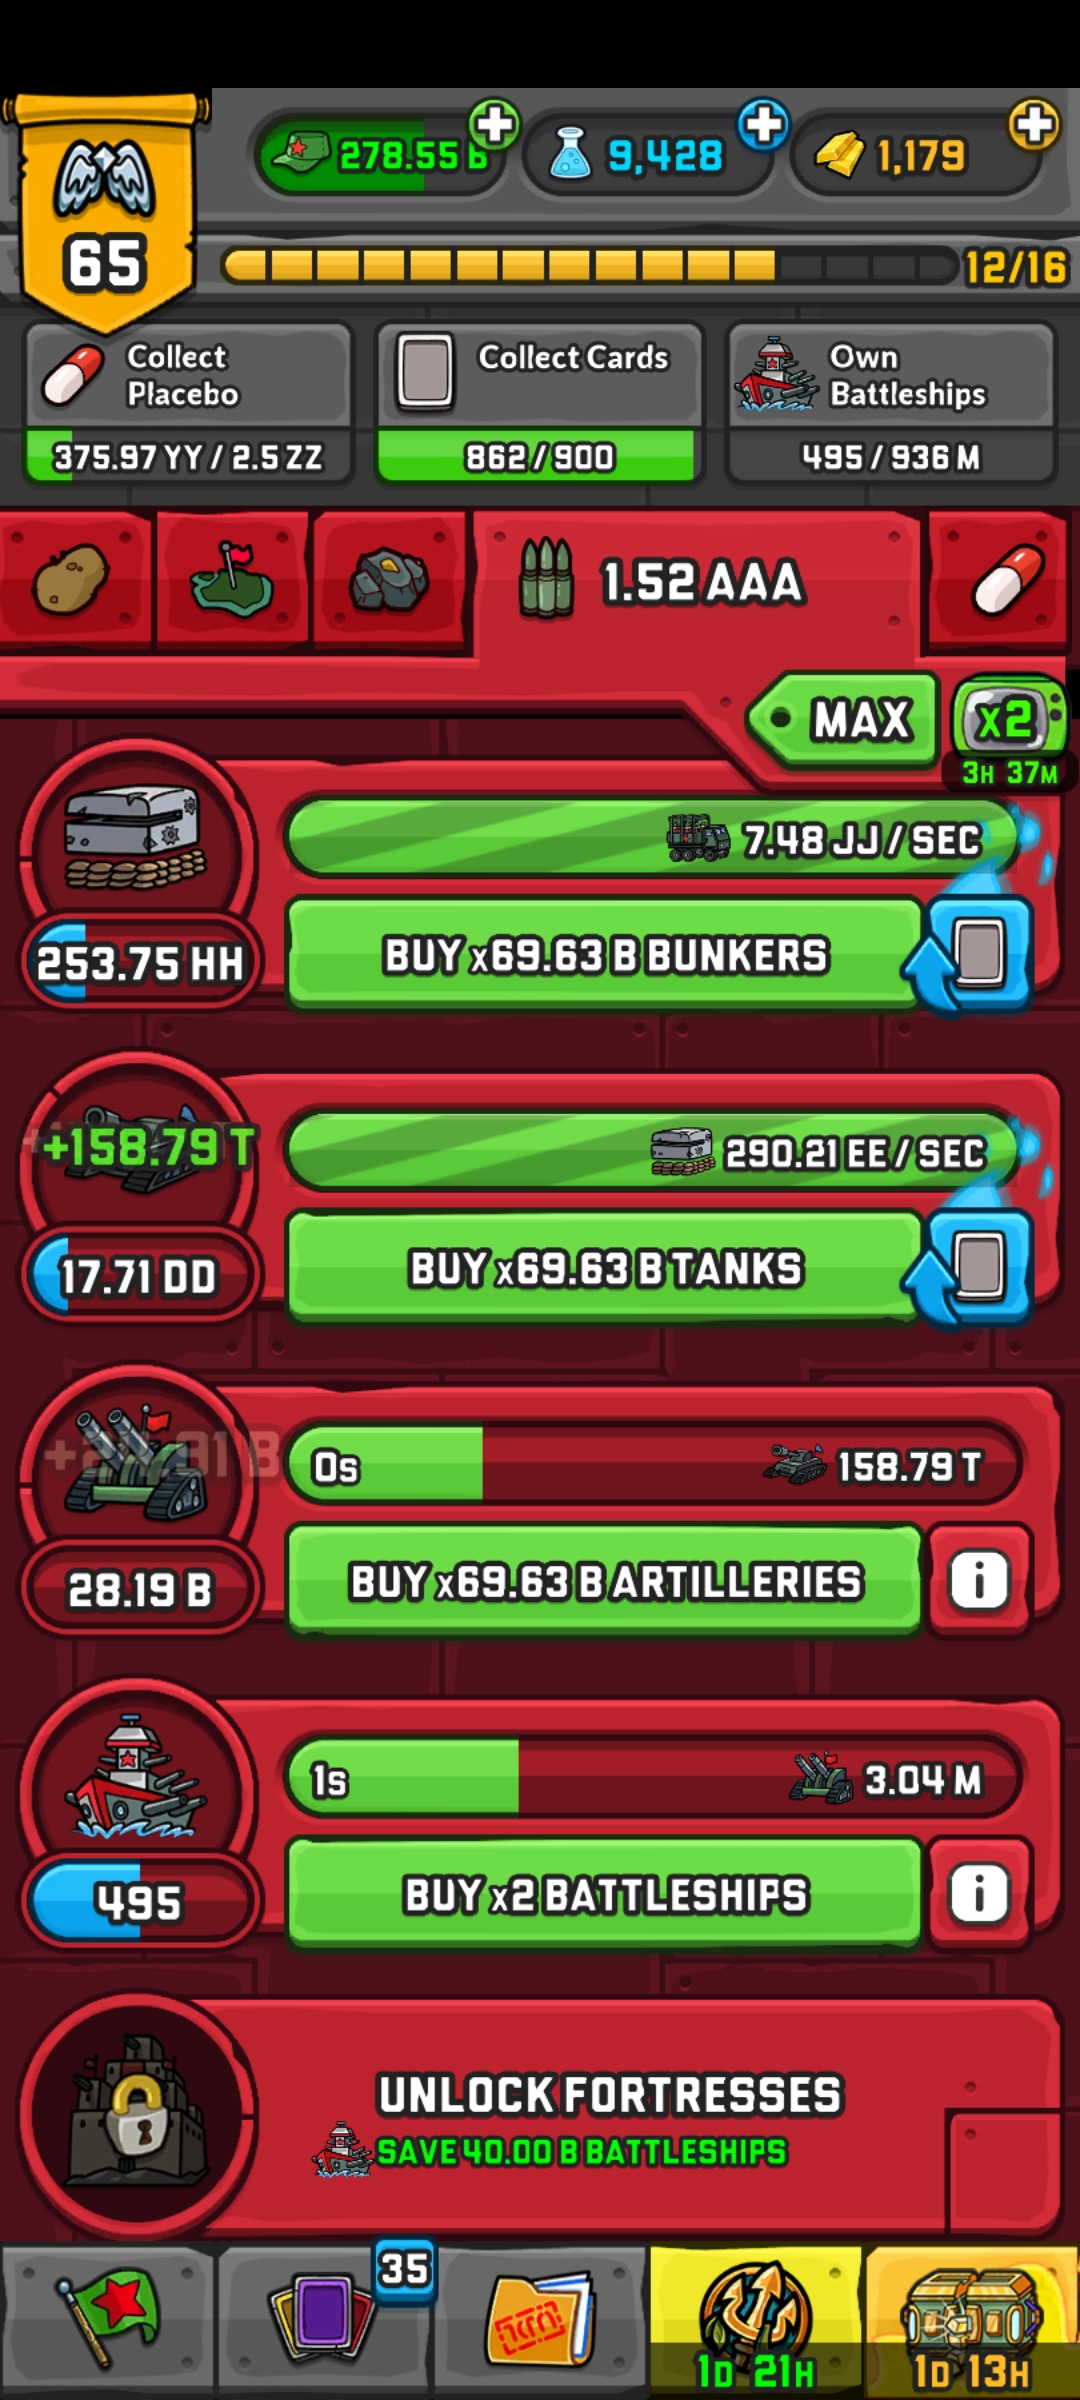 278.55 B
9,428
1,179
65
12/16
Collect
Placebo
375.97 YY / 2.5 ZZ
Collect Cards
862/900
Own
Battleships
495 / 936 M
1.52 AAA
MAX
x2
3H 37M
7.48 JJ / SEC
253.75 HH
BUY x69.63 B BUNKERS
+158.79 T
290.21 EE / SEC
17.71 DD
BUY x69.63 B TANKS
0s
158.79 T
28.19 B
BUY x69.63 B ARTILLERIES
1s
3.04 M
495
BUY x2 BATTLESHIPS
UNLOCK FORTRESSES
SAVE 40.00 B BATTLESHIPS
35
1D 21H
1D 13H